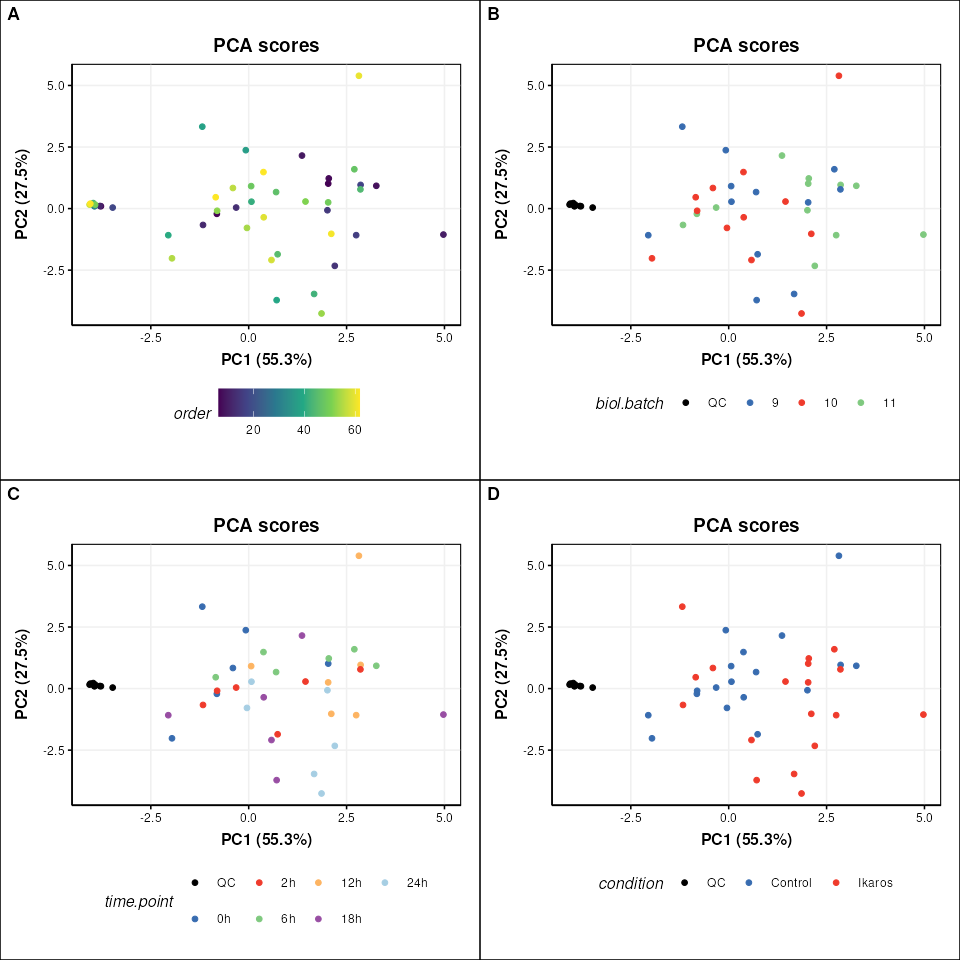 A
PCA scores
PC2 (27.5%)
5.0
2.5
0.0
-2.5
-2.5 0.0 2.5 5.0
PC1 (55.3%)
order
20 40 60
B
PCA scores
PC2 (27.5%)
5.0
2.5
0.0
-2.5
-2.5 0.0 2.5 5.0
PC1 (55.3%)
biol.batch QC 9 10 11
C
PCA scores
PC2 (27.5%)
5.0
2.5
0.0
-2.5
-2.5 0.0 2.5 5.0
PC1 (55.3%)
time.point
QC 2h 12h 24h
0h 6h 18h
D
PCA scores
PC2 (27.5%)
5.0
2.5
0.0
-2.5
-2.5 0.0 2.5 5.0
PC1 (55.3%)
condition QC Control Ikaros